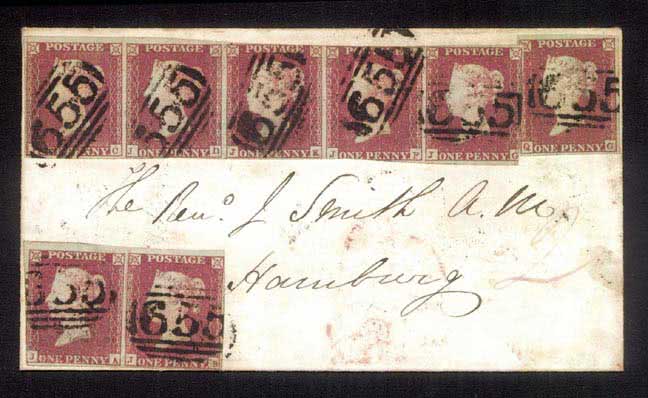 POSTAGE POSTAGE POSTAGE POSTAGE POSTAGE POSTAGE
655 655 655 655 655 655
ONE PENNY J ONE PENNY J ONE PENNY J ONE PENNY J ONE PENNY Q ONE PENNY G
The Revd. J Smith A.M.
Hamburg
POSTAGE POSTAGE
655 655
J ONE PENNY A J ONE PENNY